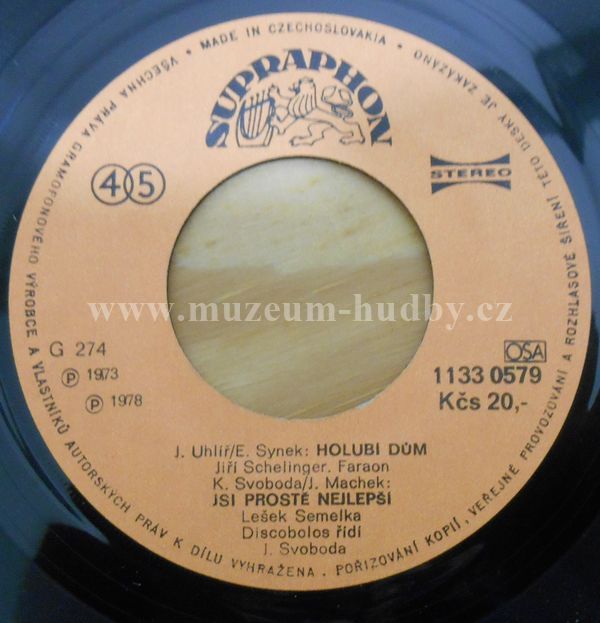 VŠECHNA PRÁVA GRAMOFONOVÉHO VÝROBCE A VLASTNÍKŮ AUTORSKÝCH PRÁV K DÍLU VYHRAŽENA. POŘIZOVÁNÍ KOPIÍ, VEŘEJNÉ PROVOZOVÁNÍ A ROZHLASOVÉ ŠÍŘENÍ TÉTO DESKY JE ZAKÁZÁNO
• MADE IN CZECHOSLOVAKIA •
SUPRAPHON
45
STEREO
www.muzeum-hudby.cz
G 274
Ⓟ 1973
Ⓟ 1978
OSA
1133 0579
Kčs 20,-
J. Uhlíř/E. Synek: HOLUBÍ DŮM
Jiří Schelinger. Faraon
K. Svoboda/J. Machek:
JSI PROSTĚ NEJLEPŠÍ
Lešek Semelka
Discobolos řídí
J. Svoboda